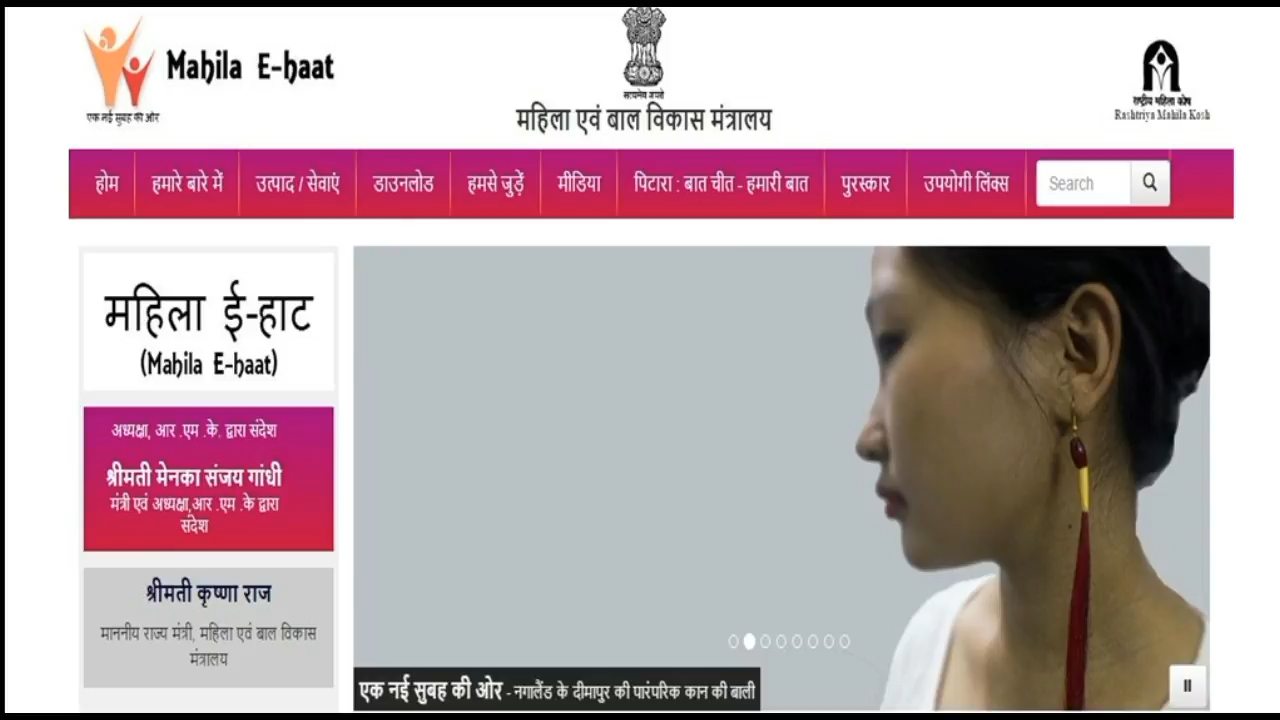 Mahila E-haat
एक नई सुबह की ओर
सत्यमेव जयते
महिला एवं बाल विकास मंत्रालय
राष्ट्रीय महिला कोष
Rashtriya Mahila Kosh
होम हमारे बारे में उत्पाद / सेवाएं डाउनलोड हमसे जुड़ें मीडिया पिटारा : बात चीत - हमारी बात पुरस्कार उपयोगी लिंक्स Search
महिला ई-हाट
(Mahila E-haat)
अध्यक्षा, आर .एम .के. द्वारा संदेश
श्रीमती मेनका संजय गांधी
मंत्री एवं अध्यक्षा,आर .एम .के द्वारा
संदेश
श्रीमती कृष्णा राज
माननीय राज्य मंत्री, महिला एवं बाल विकास
मंत्रालय
एक नई सुबह की ओर - नगालैंड के दीमापुर की पारंपरिक कान की बाली